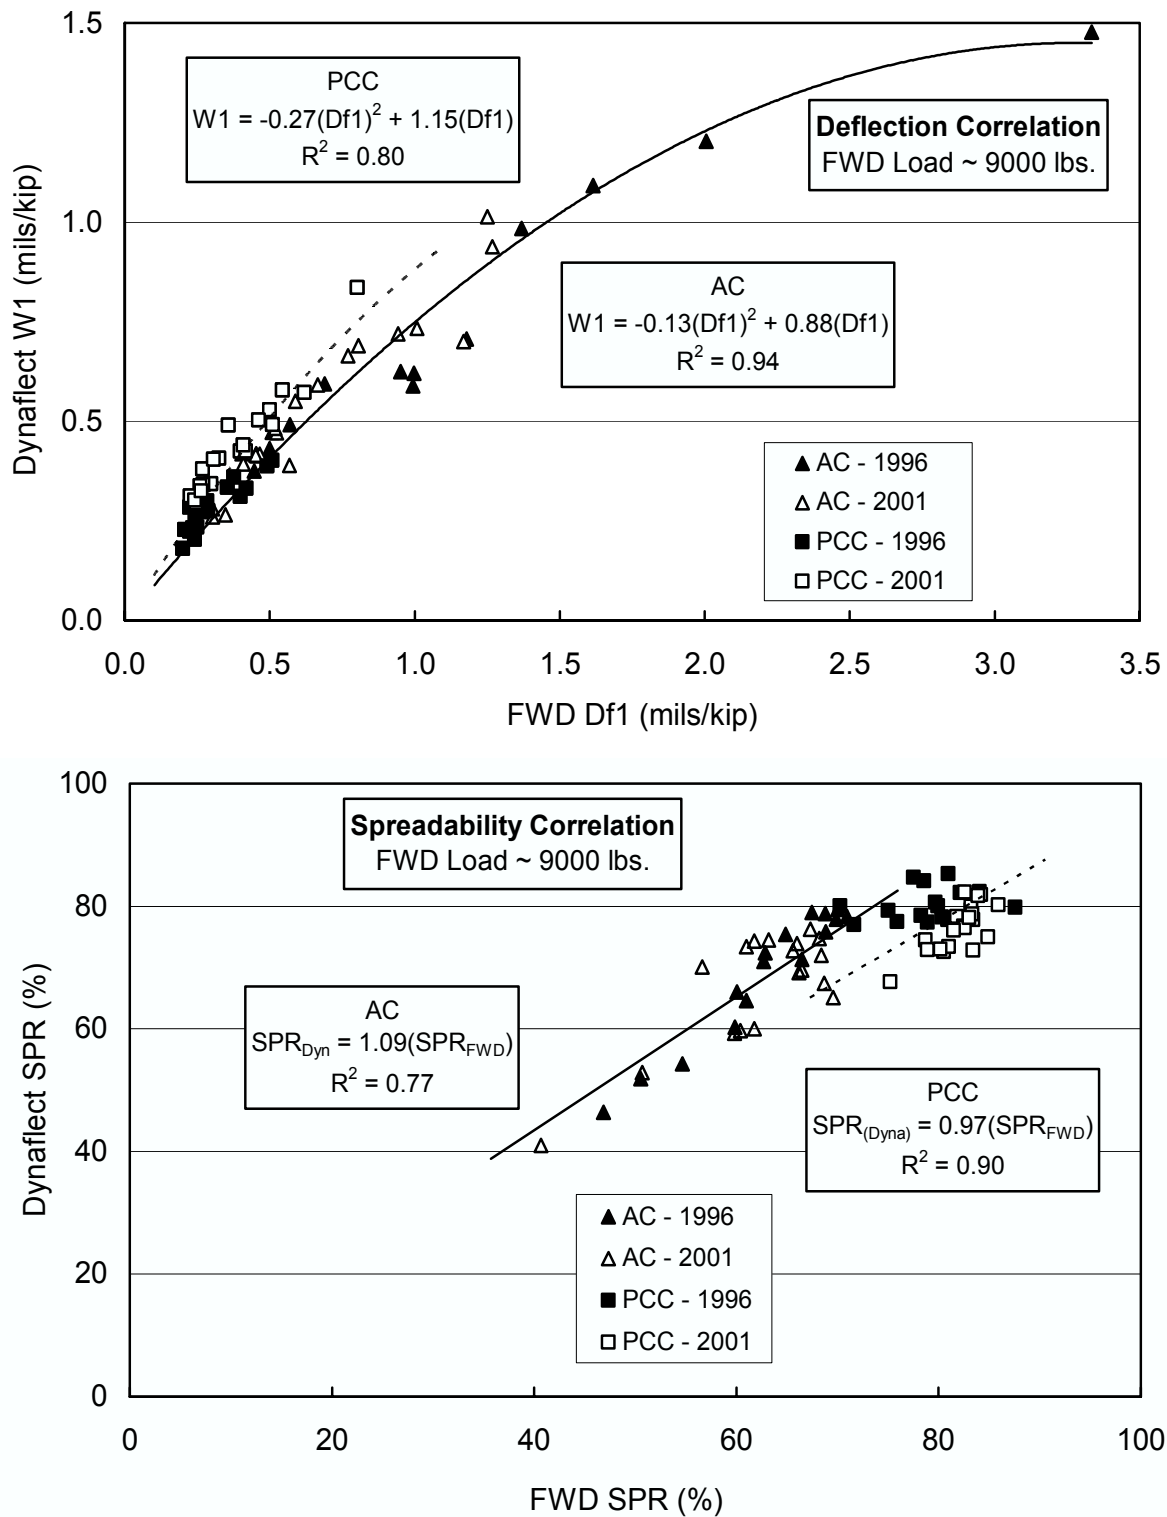 1.5
1.0
0.5
0.0
Dynaflect W1 (mils/kip)
PCC
W1 = -0.27(Df1)² + 1.15(Df1)
R² = 0.80
Deflection Correlation
FWD Load ~ 9000 lbs.
AC
W1 = -0.13(Df1)² + 0.88(Df1)
R² = 0.94
AC - 1996
AC - 2001
PCC - 1996
PCC - 2001
0.0 0.5 1.0 1.5 2.0 2.5 3.0 3.5
FWD Df1 (mils/kip)
100
80
60
40
20
0
Dynaflect SPR (%)
Spreadability Correlation
FWD Load ~ 9000 lbs.
AC
SPR_Dyn = 1.09(SPR_FWD)
R² = 0.77
PCC
SPR_(Dyna) = 0.97(SPR_FWD)
R² = 0.90
AC - 1996
AC - 2001
PCC - 1996
PCC - 2001
0 20 40 60 80 100
FWD SPR (%)